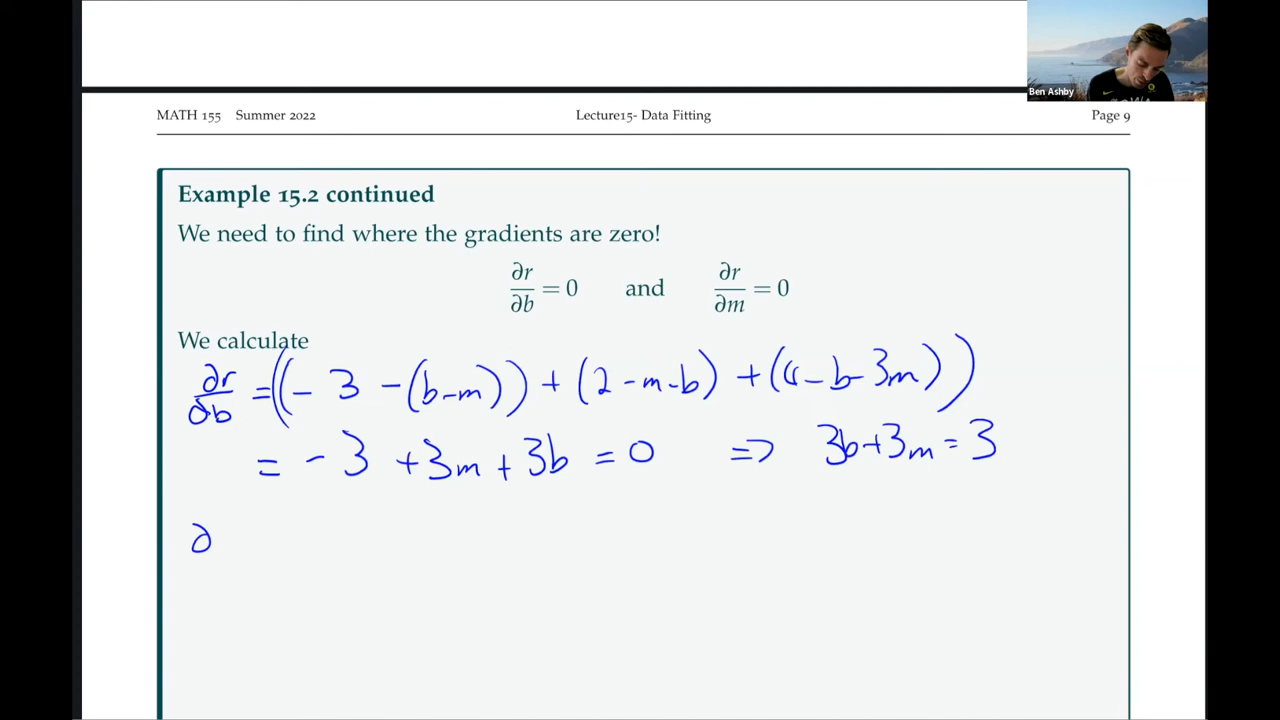 Ben Ashby
MATH 155 Summer 2022 Lecture15- Data Fitting Page 9
Example 15.2 continued
We need to find where the gradients are zero!
∂r/∂b = 0 and ∂r/∂m = 0
We calculate
∂r/∂b = ((- 3 - (b-m)) + (2 - m - b) + (4 - b - 3m))
= - 3 + 3m + 3b = 0 => 3b + 3m = 3
∂